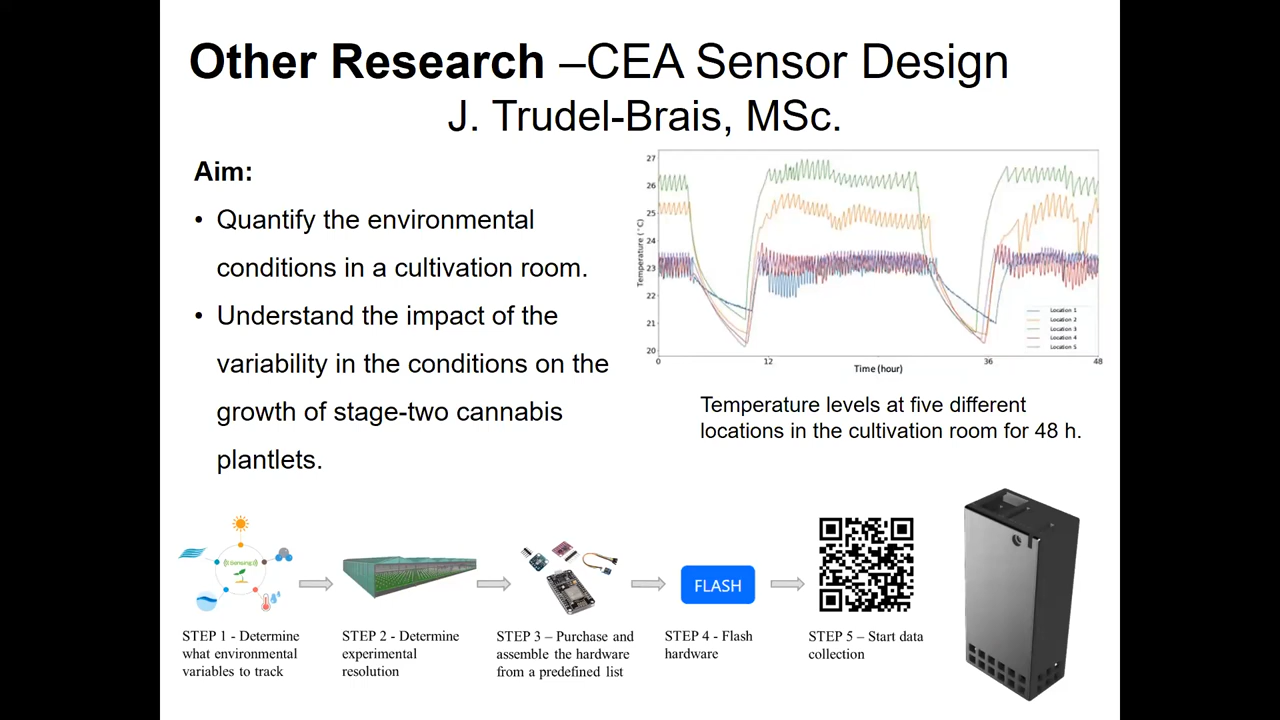 Other Research –CEA Sensor Design
J. Trudel-Brais, MSc.
Aim:
• Quantify the environmental
conditions in a cultivation room.
• Understand the impact of the
variability in the conditions on the
growth of stage-two cannabis
plantlets.
27
26
25
24
23
22
21
20
Temperature (°C)
0
12
36
48
Time (hour)
Location 1
Location 2
Location 3
Location 4
Location 5
Temperature levels at five different
locations in the cultivation room for 48 h.
Sensing
FLASH
STEP 1 - Determine
what environmental
variables to track
STEP 2 - Determine
experimental
resolution
STEP 3 – Purchase and
assemble the hardware
from a predefined list
STEP 4 - Flash
hardware
STEP 5 – Start data
collection